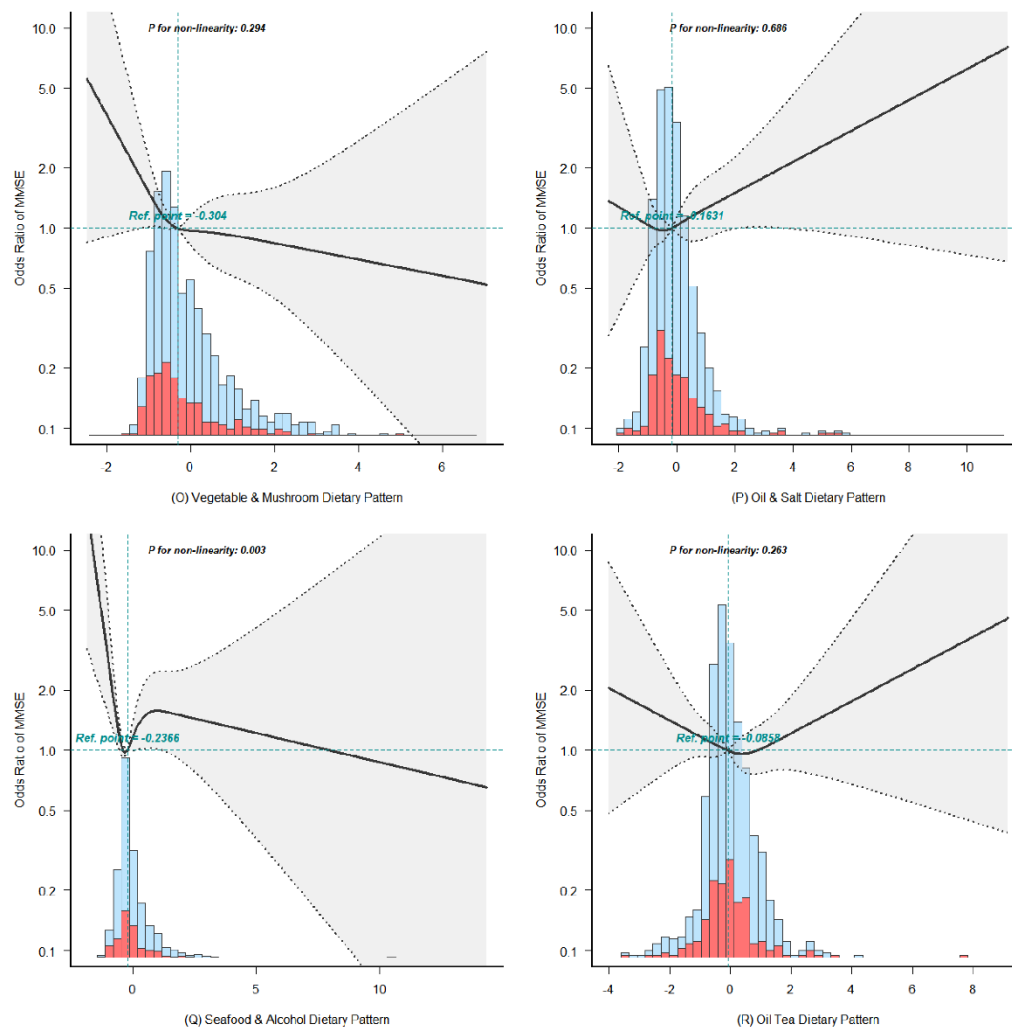 P for non-linearity: 0.294
10.0
5.0
2.0
1.0
0.5
0.2
0.1
Odds Ratio of MMSE
Ref. point = -0.304
-2 0 2 4 6
(O) Vegetable & Mushroom Dietary Pattern
P for non-linearity: 0.686
10.0
5.0
2.0
1.0
0.5
0.2
0.1
Odds Ratio of MMSE
Ref. point = -0.1631
-2 0 2 4 6 8 10
(P) Oil & Salt Dietary Pattern
P for non-linearity: 0.003
10.0
5.0
2.0
1.0
0.5
0.2
0.1
Odds Ratio of MMSE
Ref. point = -0.2366
0 5 10
(Q) Seafood & Alcohol Dietary Pattern
P for non-linearity: 0.263
10.0
5.0
2.0
1.0
0.5
0.2
0.1
Odds Ratio of MMSE
Ref. point = -0.0858
-4 -2 0 2 4 6 8
(R) Oil Tea Dietary Pattern